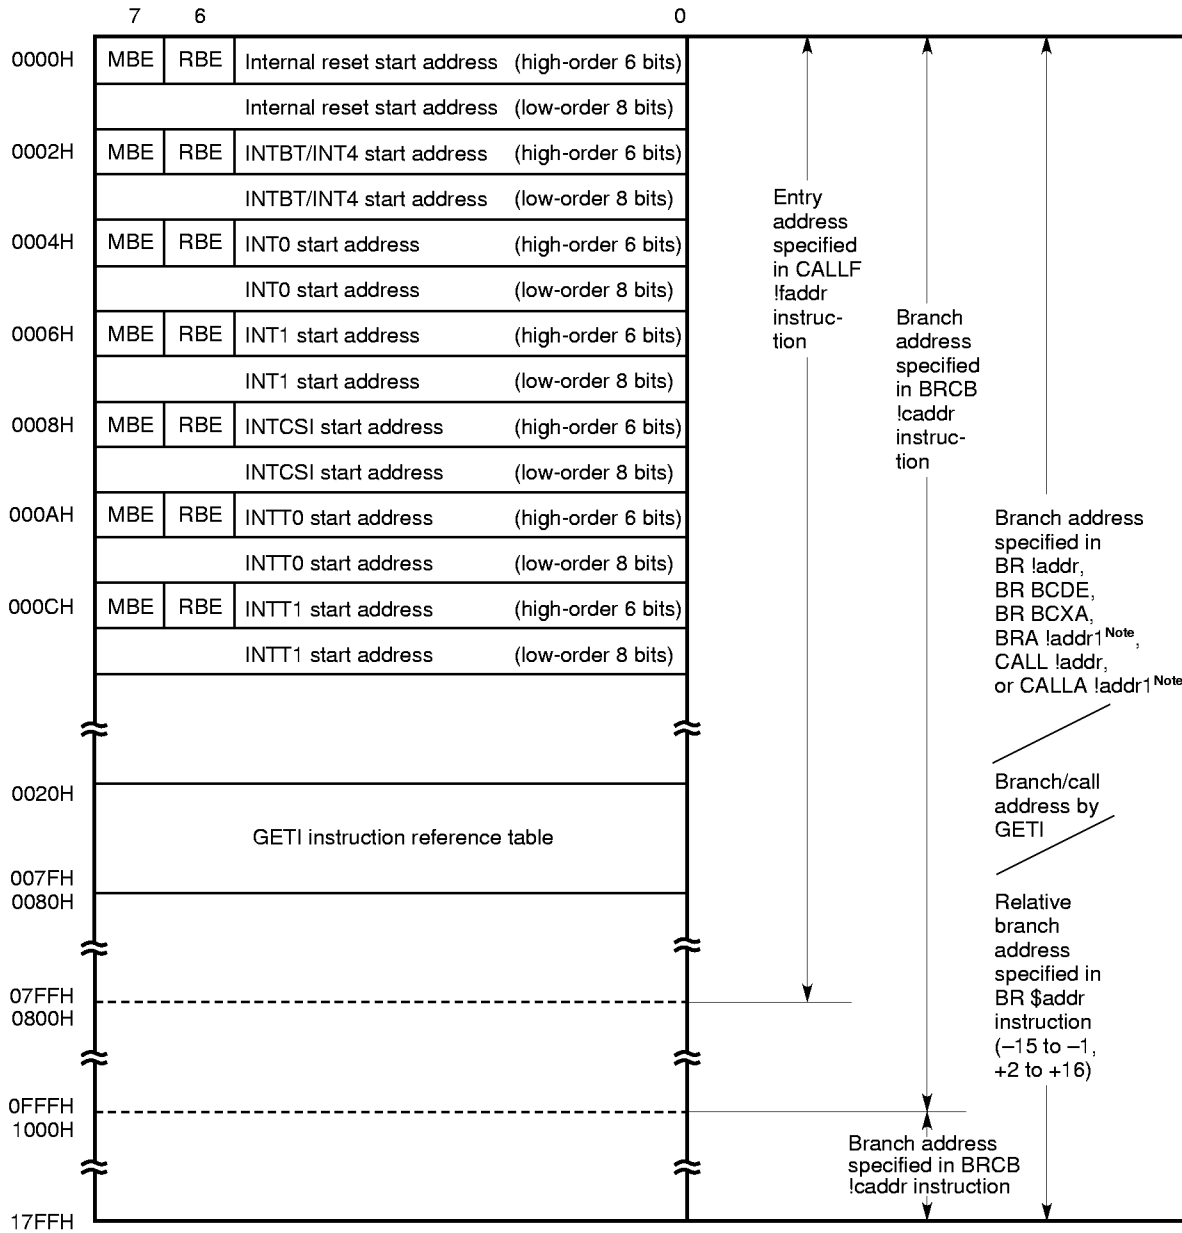 7 6 0
0000H MBE RBE Internal reset start address (high-order 6 bits)
Internal reset start address (low-order 8 bits)
0002H MBE RBE INTBT/INT4 start address (high-order 6 bits)
INTBT/INT4 start address (low-order 8 bits)
0004H MBE RBE INT0 start address (high-order 6 bits)
INT0 start address (low-order 8 bits)
0006H MBE RBE INT1 start address (high-order 6 bits)
INT1 start address (low-order 8 bits)
0008H MBE RBE INTCSI start address (high-order 6 bits)
INTCSI start address (low-order 8 bits)
000AH MBE RBE INTT0 start address (high-order 6 bits)
INTT0 start address (low-order 8 bits)
000CH MBE RBE INTT1 start address (high-order 6 bits)
INTT1 start address (low-order 8 bits)
0020H
GETI instruction reference table
007FH
0080H
07FFH
0800H
0FFFH
1000H
17FFH
Entry
address
specified
in CALLF
!faddr
instruc-
tion
Branch
address
specified
in BRCB
!caddr
instruc-
tion
Branch address
specified in BRCB
!caddr instruction
Branch address
specified in
BR !addr,
BR BCDE,
BR BCXA,
BRA !addr1Note,
CALL !addr,
or CALLA !addr1Note
Branch/call
address by
GETI
Relative
branch
address
specified in
BR $addr
instruction
(–15 to –1,
+2 to +16)